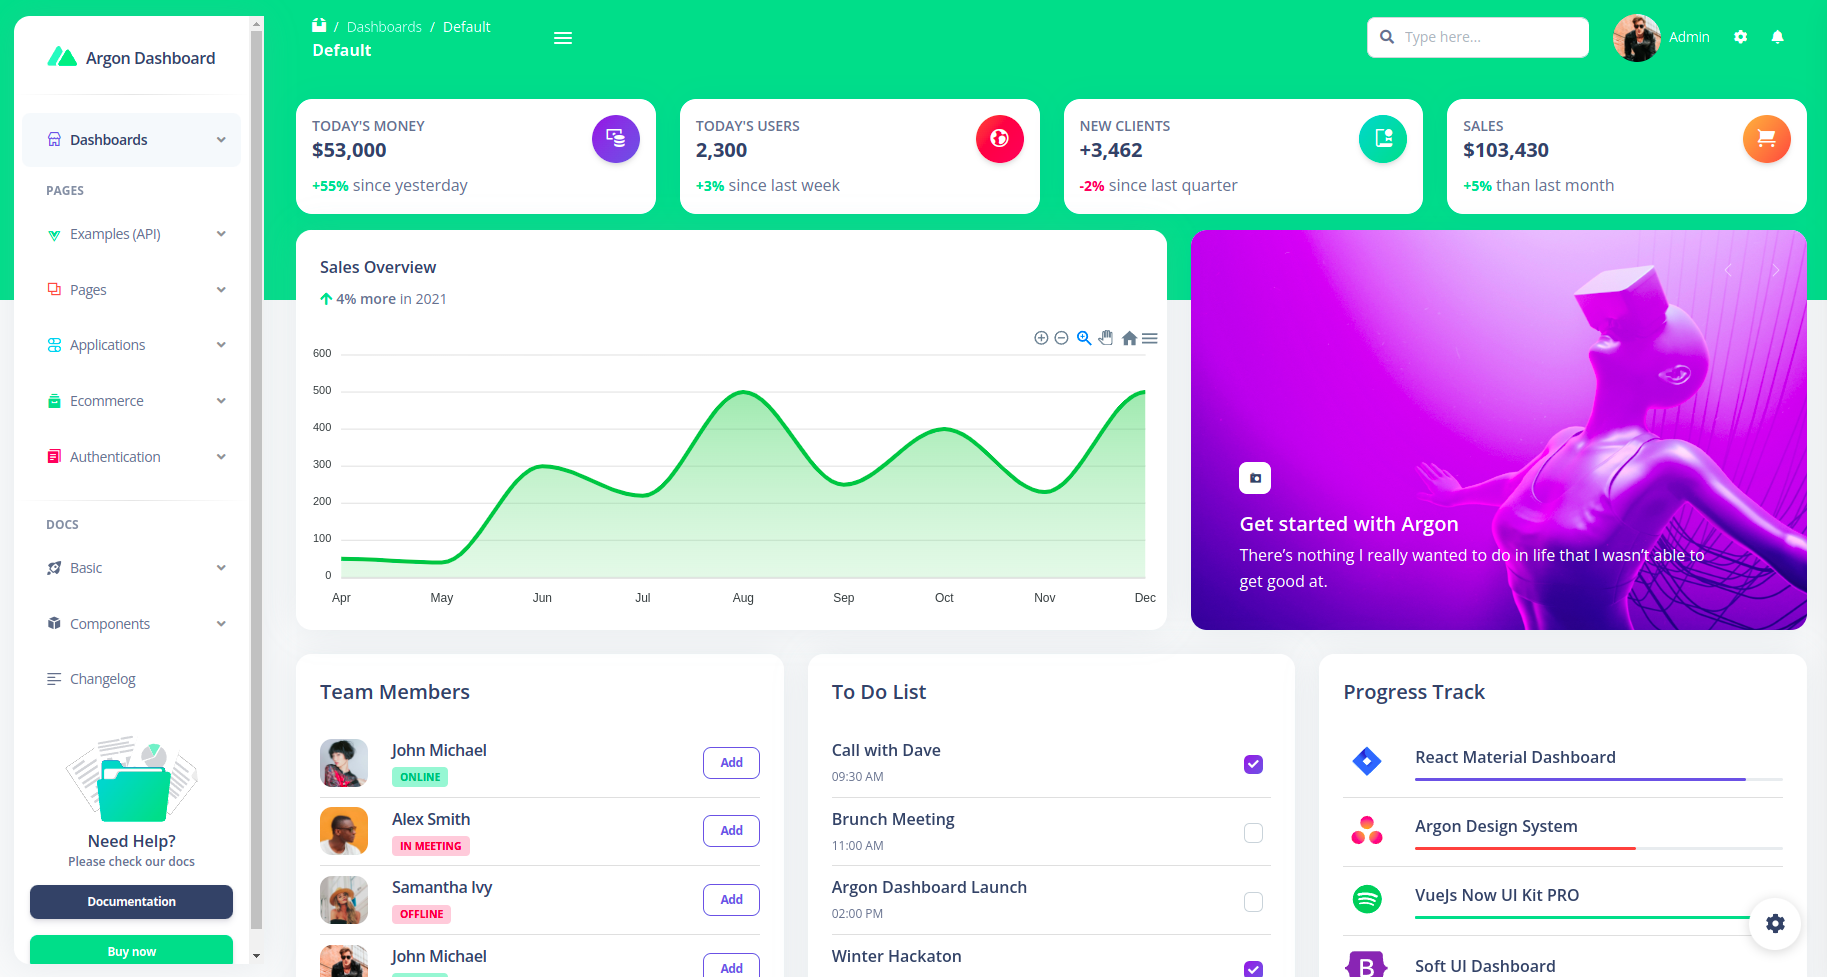 Argon Dashboard
Dashboards
PAGES
Examples (API)
Pages
Applications
Ecommerce
Authentication
DOCS
Basic
Components
Changelog
Need Help?
Please check our docs
Documentation
Buy now
/ Dashboards / Default
Default
Type here...
Admin
TODAY'S MONEY
$53,000
+55% since yesterday
TODAY'S USERS
2,300
+3% since last week
NEW CLIENTS
+3,462
-2% since last quarter
SALES
$103,430
+5% than last month
Sales Overview
4% more in 2021
600
500
400
300
200
100
0
Apr May Jun Jul Aug Sep Oct Nov Dec
Get started with Argon
There’s nothing I really wanted to do in life that I wasn’t able to
get good at.
Team Members
John Michael
ONLINE
Add
Alex Smith
IN MEETING
Add
Samantha Ivy
OFFLINE
Add
John Michael
Add
To Do List
Call with Dave
09:30 AM
Brunch Meeting
11:00 AM
Argon Dashboard Launch
02:00 PM
Winter Hackaton
Progress Track
React Material Dashboard
Argon Design System
VueJs Now UI Kit PRO
B
Soft UI Dashboard